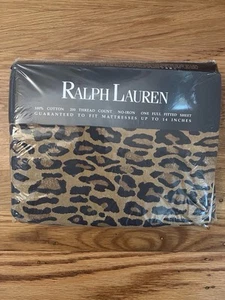 RALPH LAUREN
100% COTTON 200 THREAD COUNT NO-IRON ONE FULL FITTED SHEET
GUARANTEED TO FIT MATTRESSES UP TO 14 INCHES